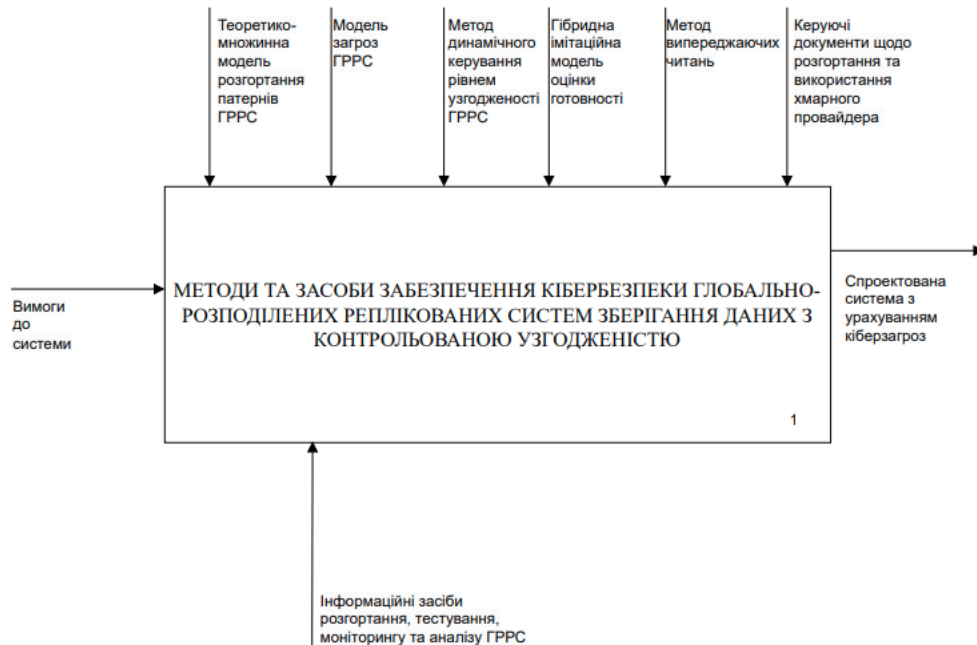 Теоретико-
множинна
модель
розгортання
патернів
ГРРС
Модель
загроз
ГРРС
Метод
динамічного
керування
рівнем
узгодженості
ГРРС
Гібридна
імітаційна
модель
оцінки
готовності
Метод
випереджаючих
читань
Керуючі
документи щодо
розгортання та
використання
хмарного
провайдера
Вимоги
до
системи
МЕТОДИ ТА ЗАСОБИ ЗАБЕЗПЕЧЕННЯ КІБЕРБЕЗПЕКИ ГЛОБАЛЬНО-
РОЗПОДІЛЕНИХ РЕПЛІКОВАНИХ СИСТЕМ ЗБЕРІГАННЯ ДАНИХ З
КОНТРОЛЬОВАНОЮ УЗГОДЖЕНІСТЮ
1
Спроектована
система з
урахуванням
кіберзагроз
Інформаційні засіби
розгортання, тестування,
моніторингу та аналізу ГРРС